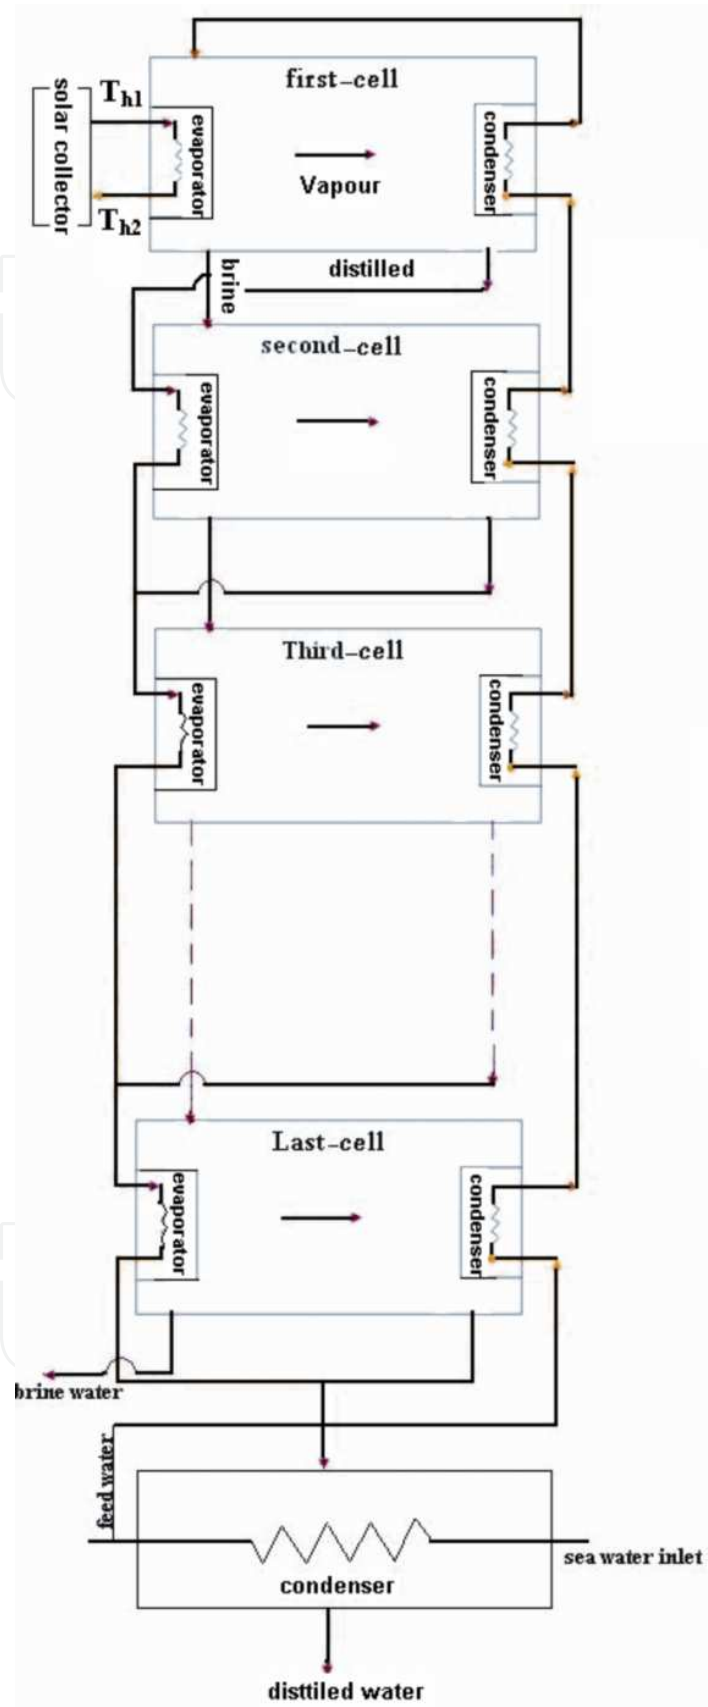 first-cell
solar collector
Th1
evaporator
Vapour
condenser
Th2
brine
distilled
second-cell
evaporator
condenser
Third-cell
evaporator
condenser
Last-cell
evaporator
condenser
brine water
feed water
sea water inlet
condenser
disttiled water